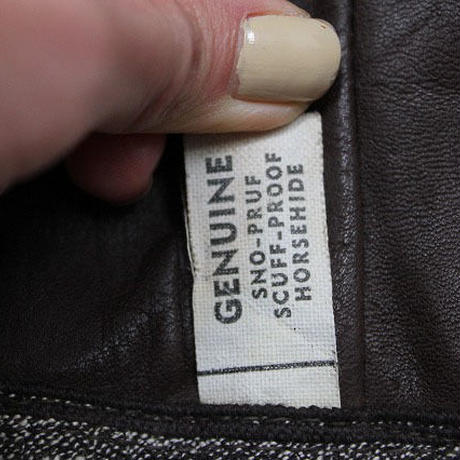 GENUINE
SNO-PRUF
SCUFF-PROOF
HORSEHIDE